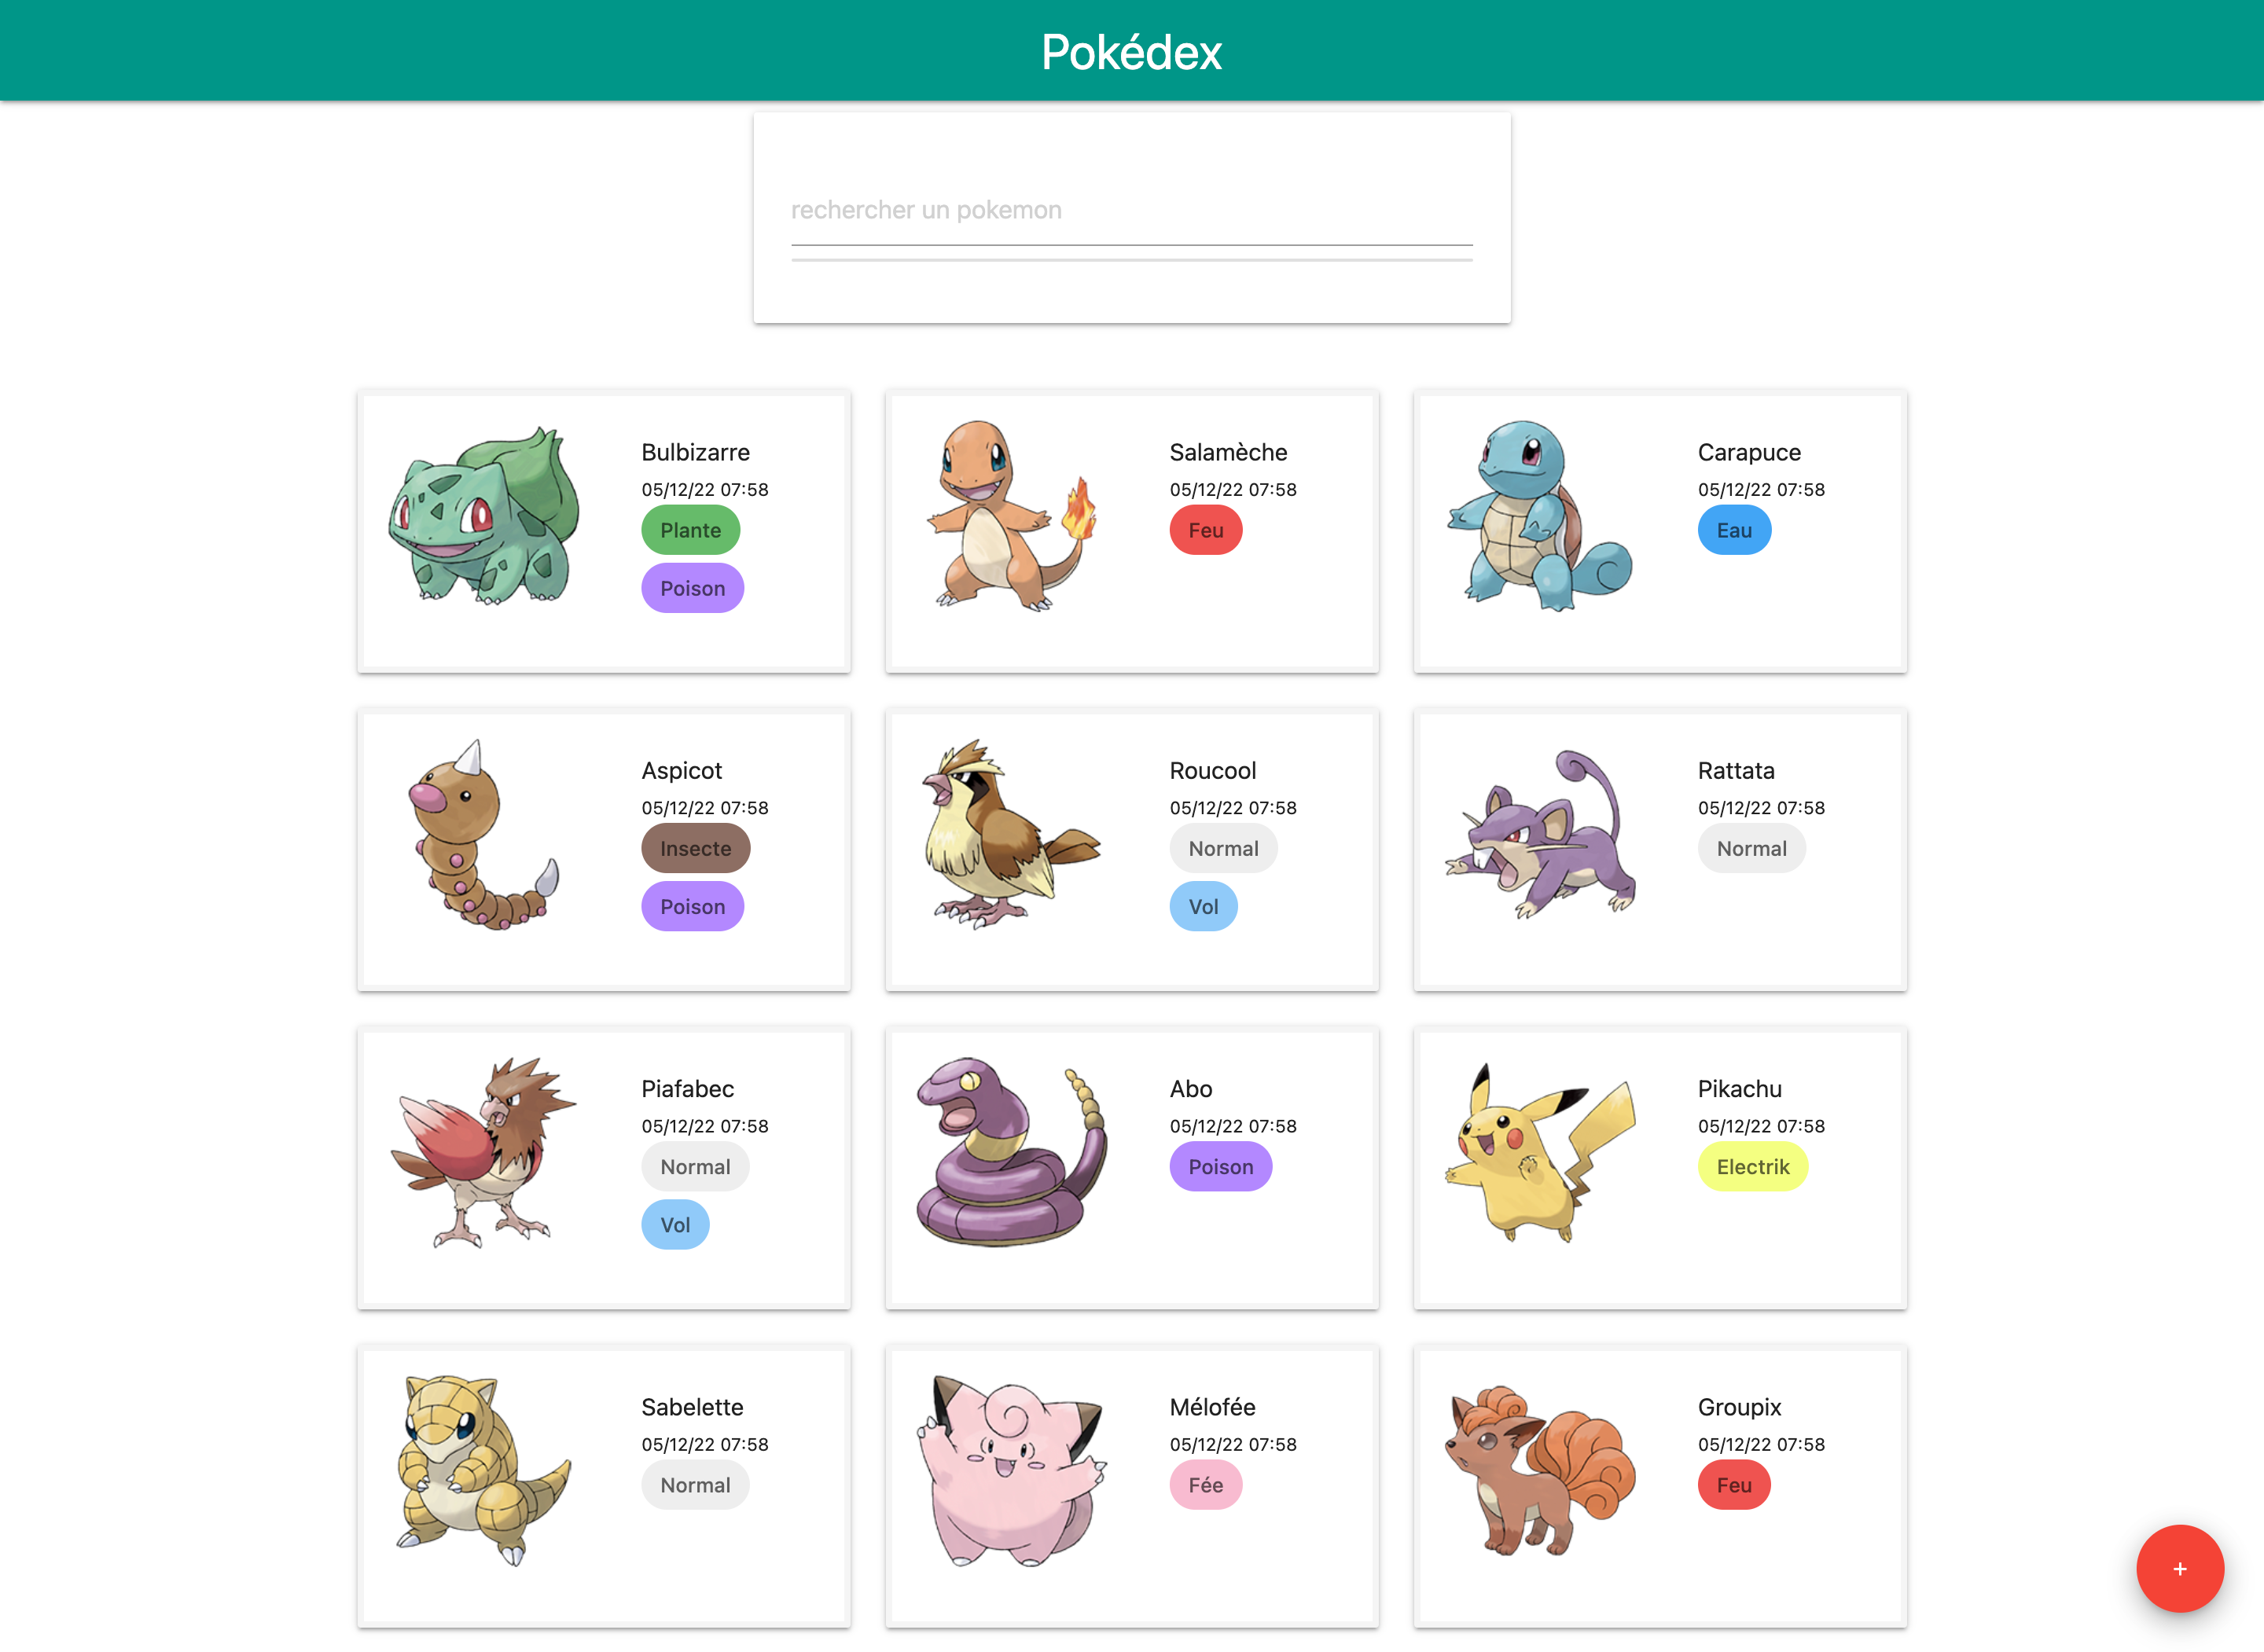 Pokédex
rechercher un pokemon
Bulbizarre
05/12/22 07:58
Plante
Poison
Salamèche
05/12/22 07:58
Feu
Carapuce
05/12/22 07:58
Eau
Aspicot
05/12/22 07:58
Insecte
Poison
Roucool
05/12/22 07:58
Normal
Vol
Rattata
05/12/22 07:58
Normal
Piafabec
05/12/22 07:58
Normal
Vol
Abo
05/12/22 07:58
Poison
Pikachu
05/12/22 07:58
Electrik
Sabelette
05/12/22 07:58
Normal
Mélofée
05/12/22 07:58
Fée
Groupix
05/12/22 07:58
Feu
+